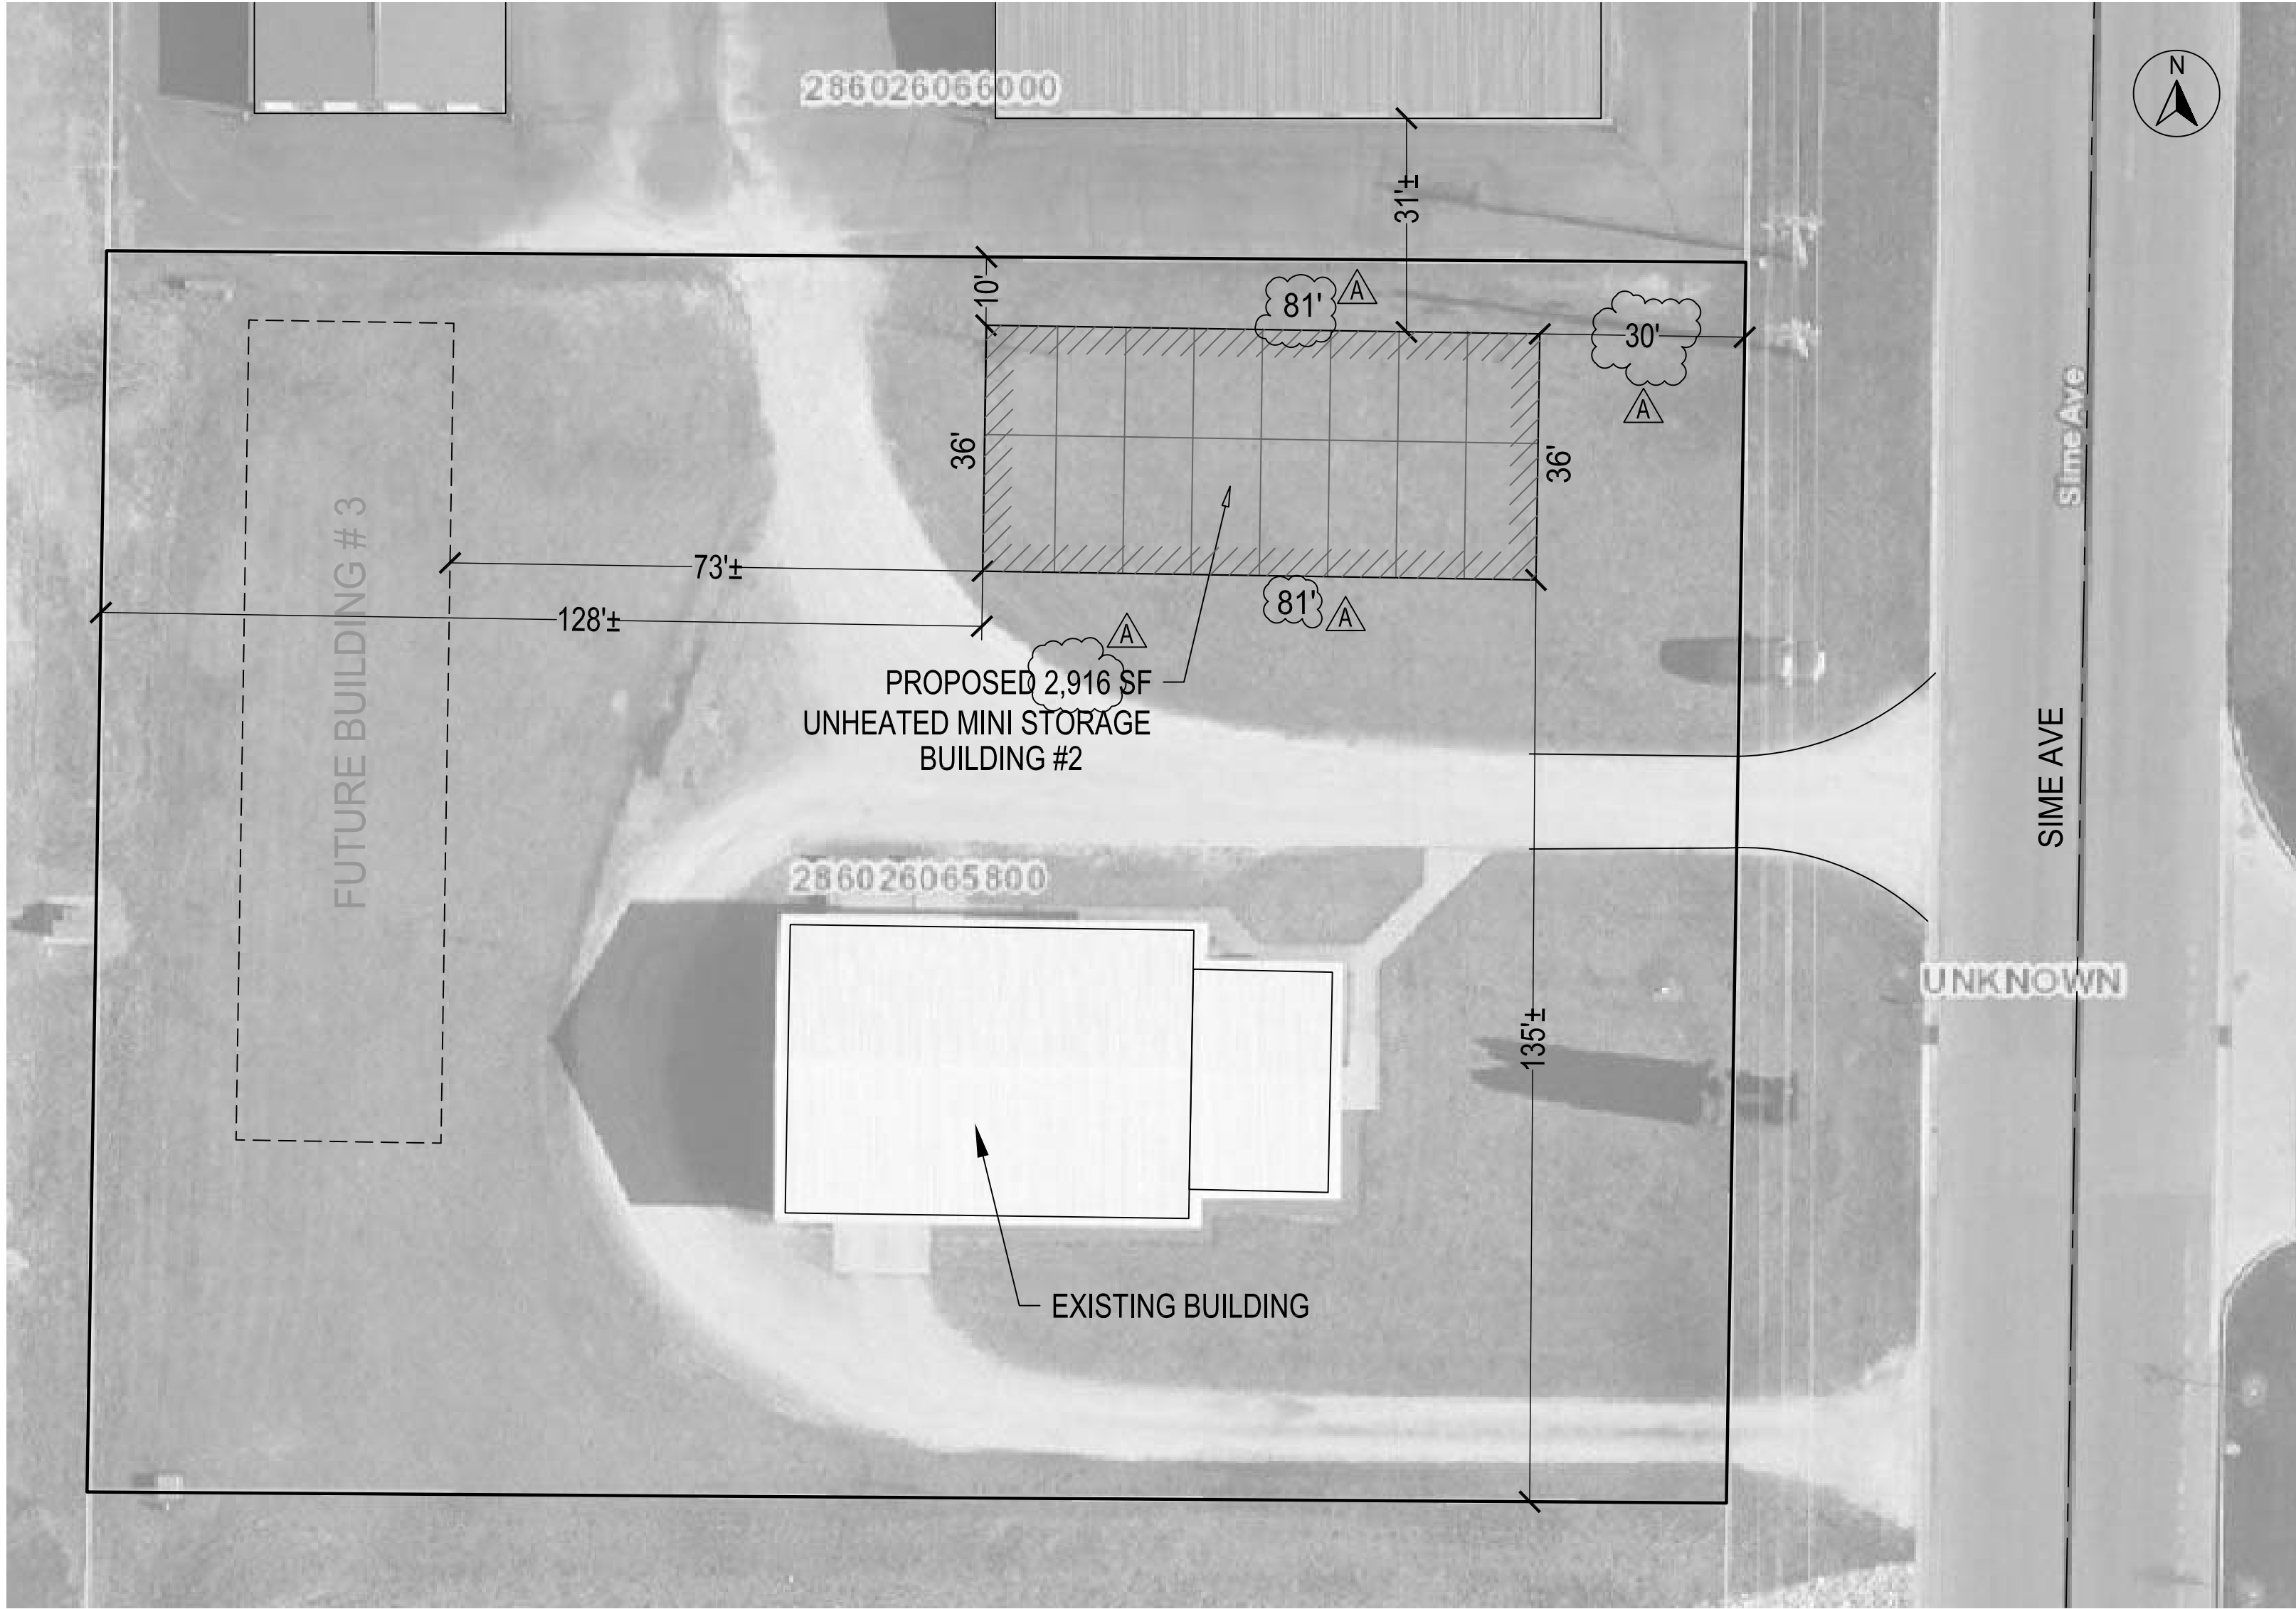 286026066000
N
31'±
10'
81'
A
30'
A
36'
36'
Sime Ave
FUTURE BUILDING # 3
73'±
128'±
81'
A
A
PROPOSED 2,916 SF
UNHEATED MINI STORAGE
BUILDING #2
SIME AVE
286026065800
UNKNOWN
135'±
EXISTING BUILDING